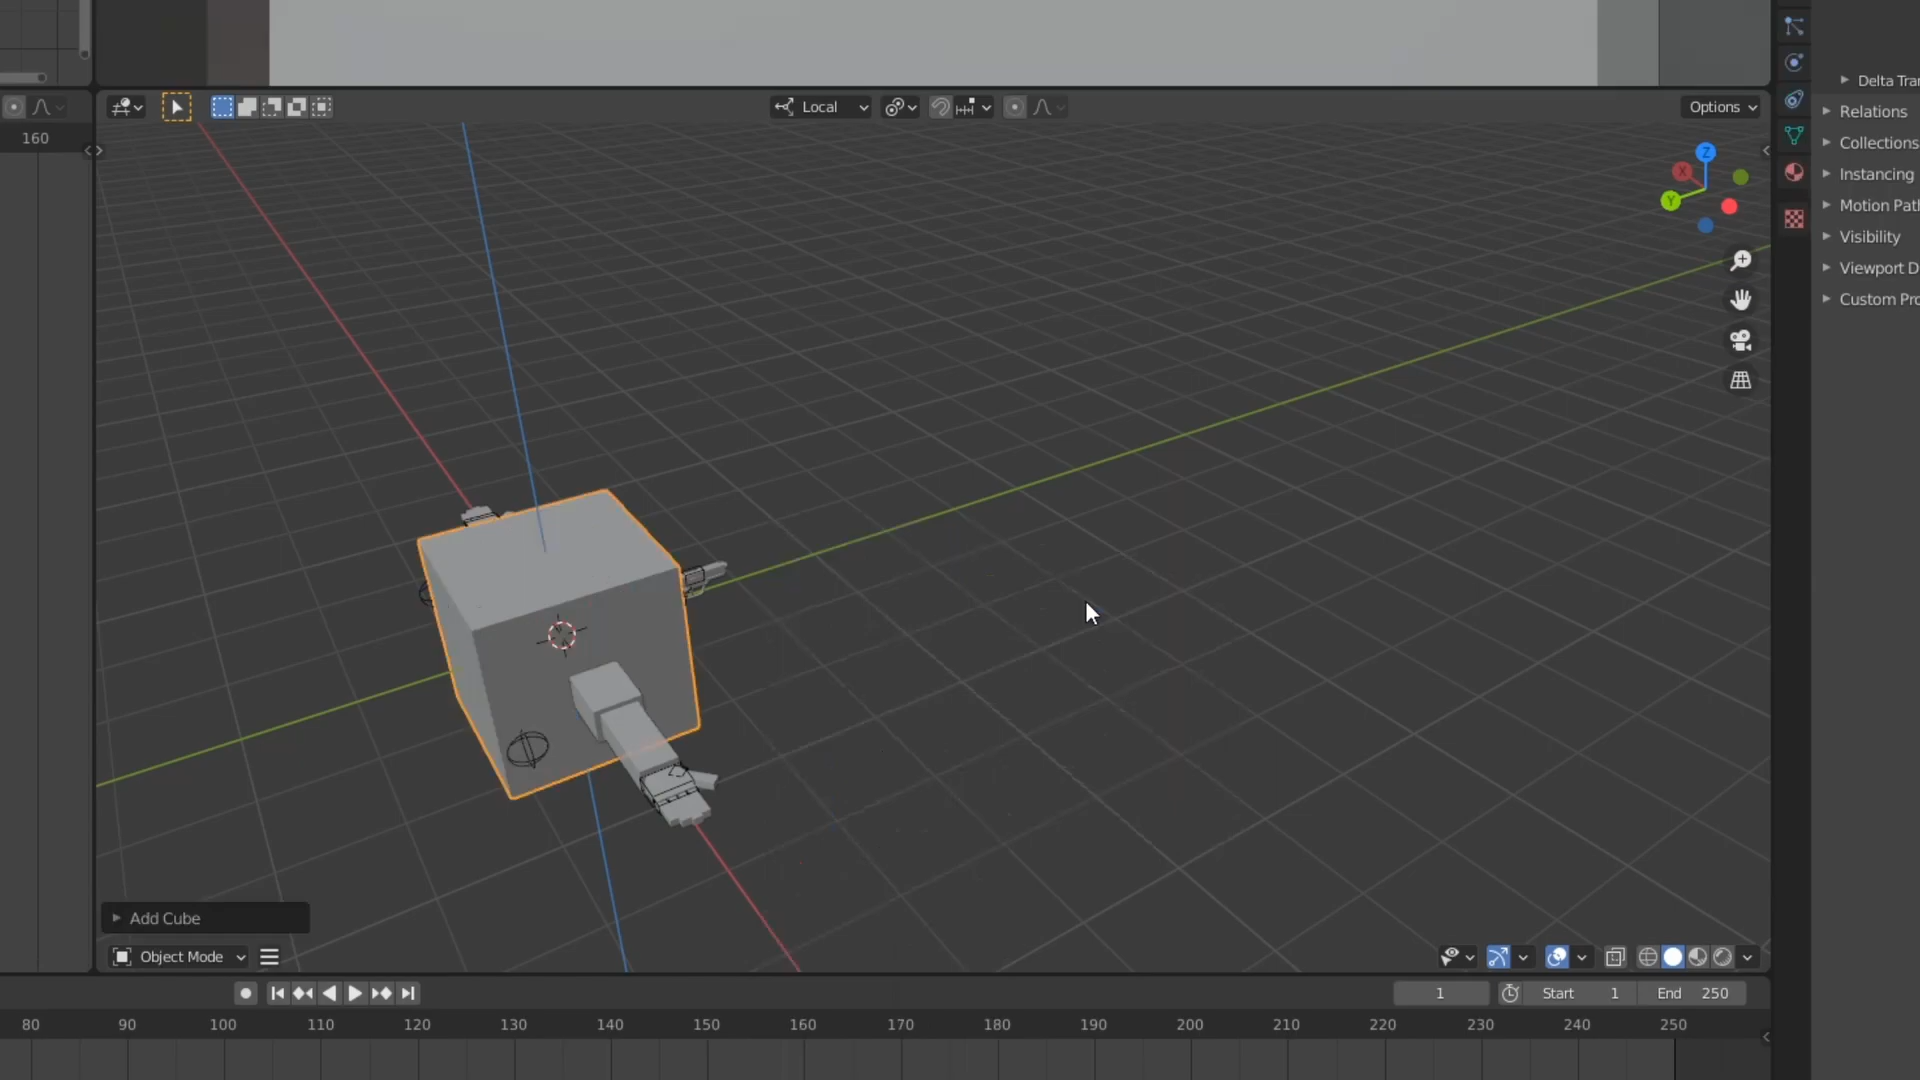 Delta Tra
Local
Options
Relations
160
Collections
Z
X
Y
Instancing
Motion Path
Visibility
Viewport D
Custom Pro
Add Cube
Object Mode
1
Start 1
End 250
80 90 100 110 120 130 140 150 160 170 180 190 200 210 220 230 240 250